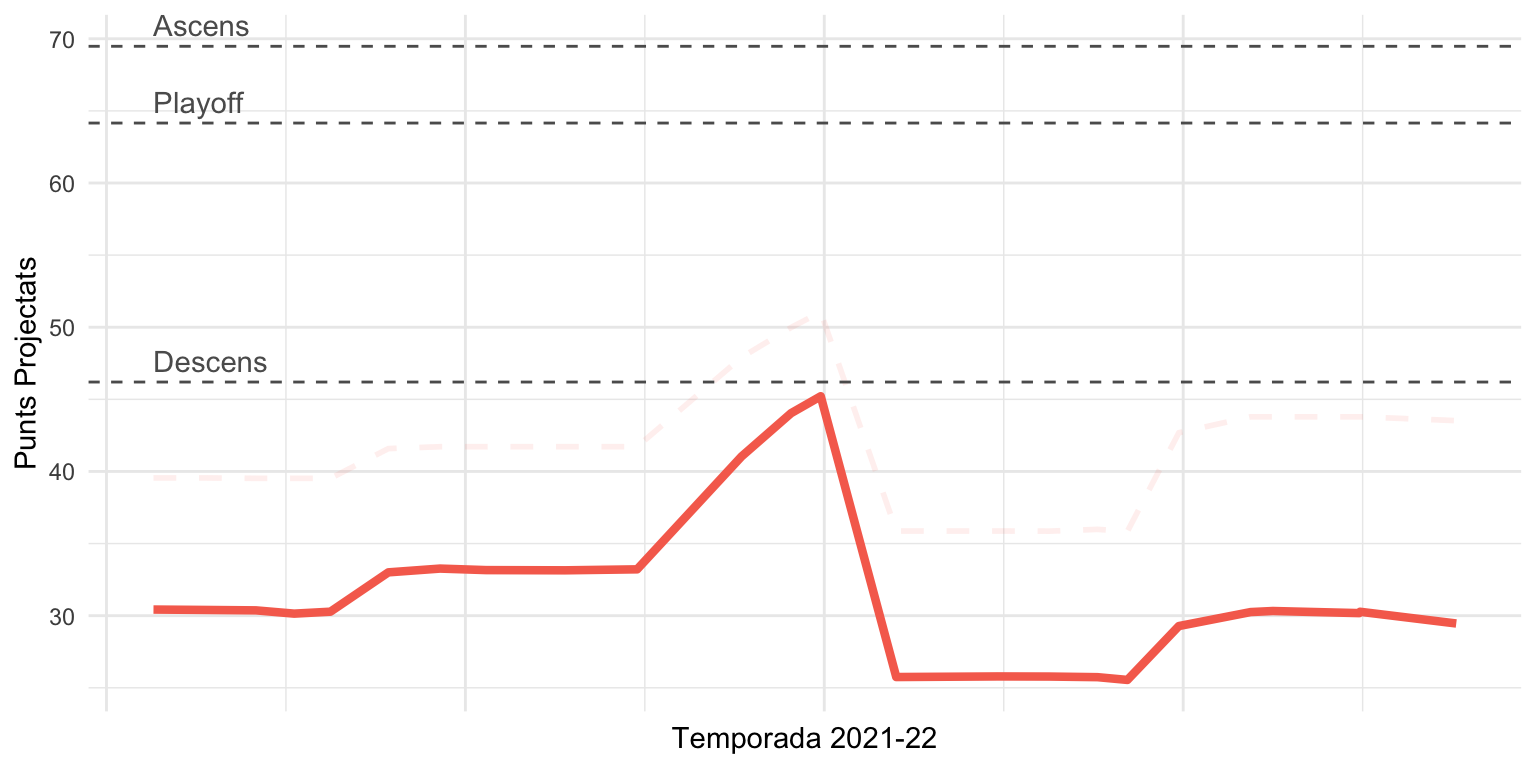 Ascens
70
Playoff
60
50
Descens
40
30
Punts Projectats
Temporada 2021-22